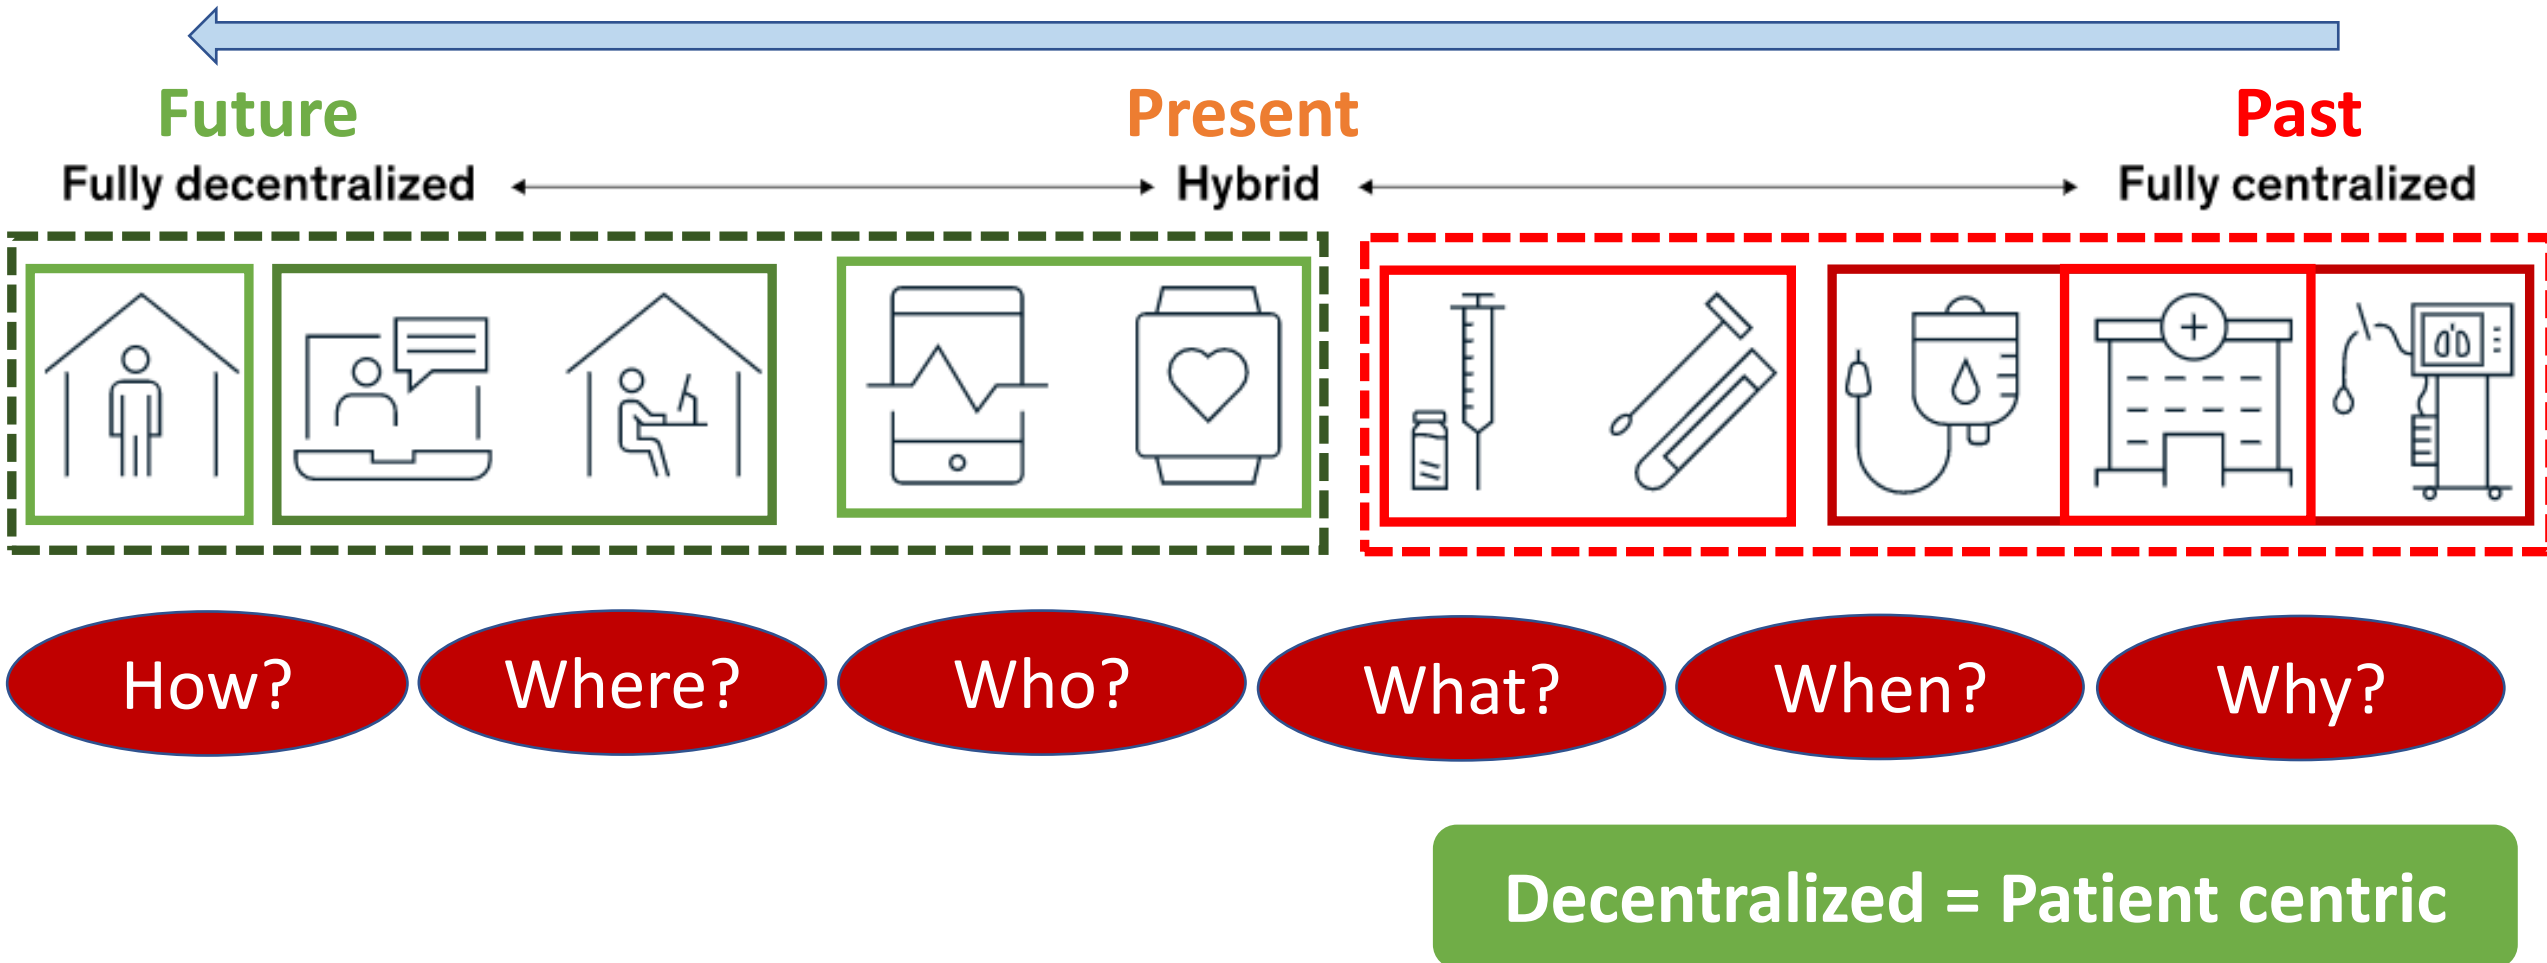 Future Present Past
Fully decentralized Hybrid Fully centralized
How? Where? Who? What? When? Why?
Decentralized = Patient centric